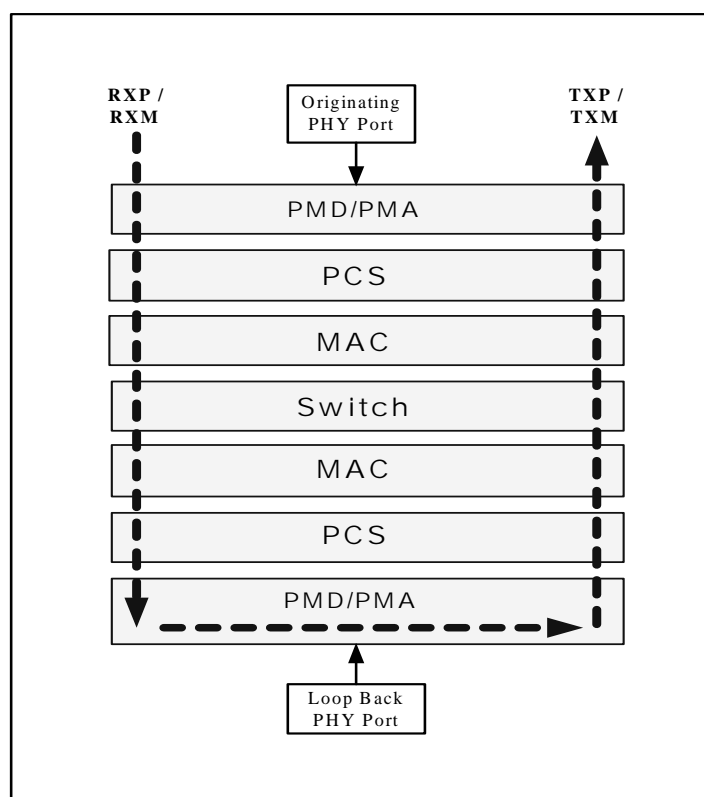 RXP /
RXM
Originating
PHY Port
TXP /
TXM
PMD/PMA
PCS
MAC
Switch
MAC
PCS
PMD/PMA
Loop Back
PHY Port